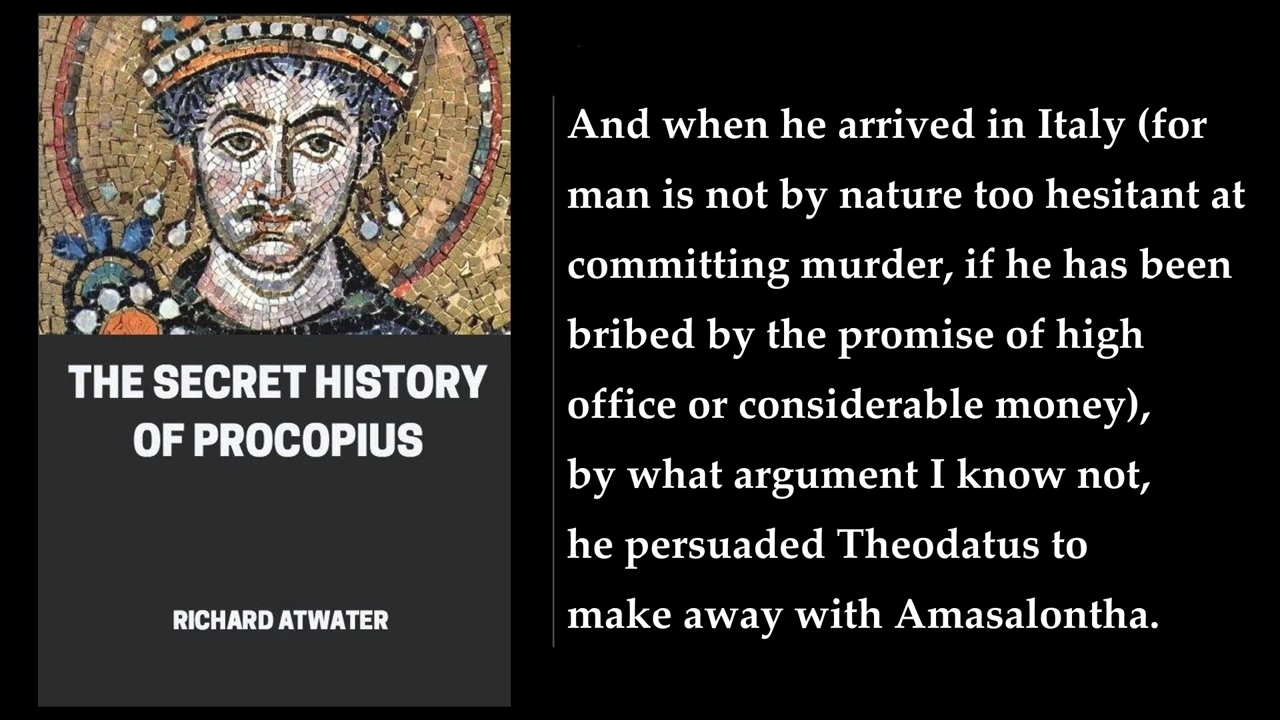 THE SECRET HISTORY
OF PROCOPIUS
RICHARD ATWATER
And when he arrived in Italy (for
man is not by nature too hesitant at
committing murder, if he has been
bribed by the promise of high
office or considerable money),
by what argument I know not,
he persuaded Theodatus to
make away with Amasalontha.